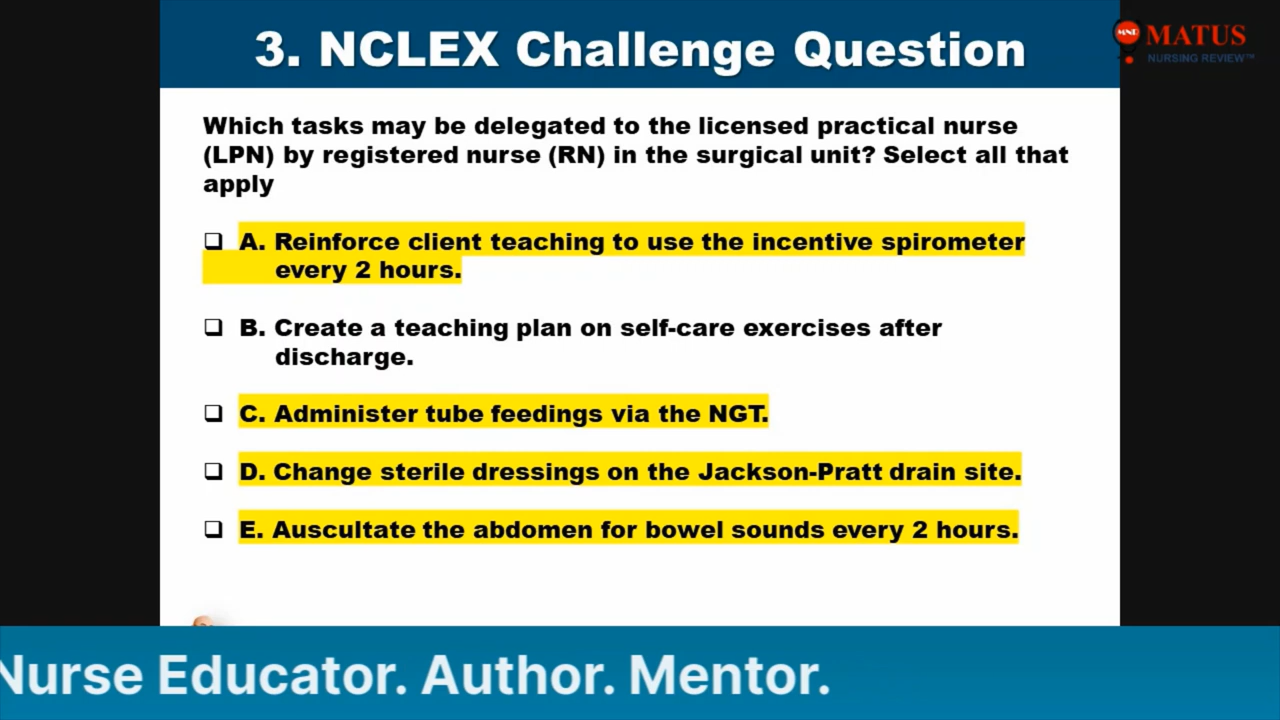 3. NCLEX Challenge Question
MNR
MATUS
NURSING REVIEW™
Which tasks may be delegated to the licensed practical nurse
(LPN) by registered nurse (RN) in the surgical unit? Select all that
apply
A. Reinforce client teaching to use the incentive spirometer
every 2 hours.
B. Create a teaching plan on self-care exercises after
discharge.
C. Administer tube feedings via the NGT.
D. Change sterile dressings on the Jackson-Pratt drain site.
E. Auscultate the abdomen for bowel sounds every 2 hours.
Nurse Educator. Author. Mentor.